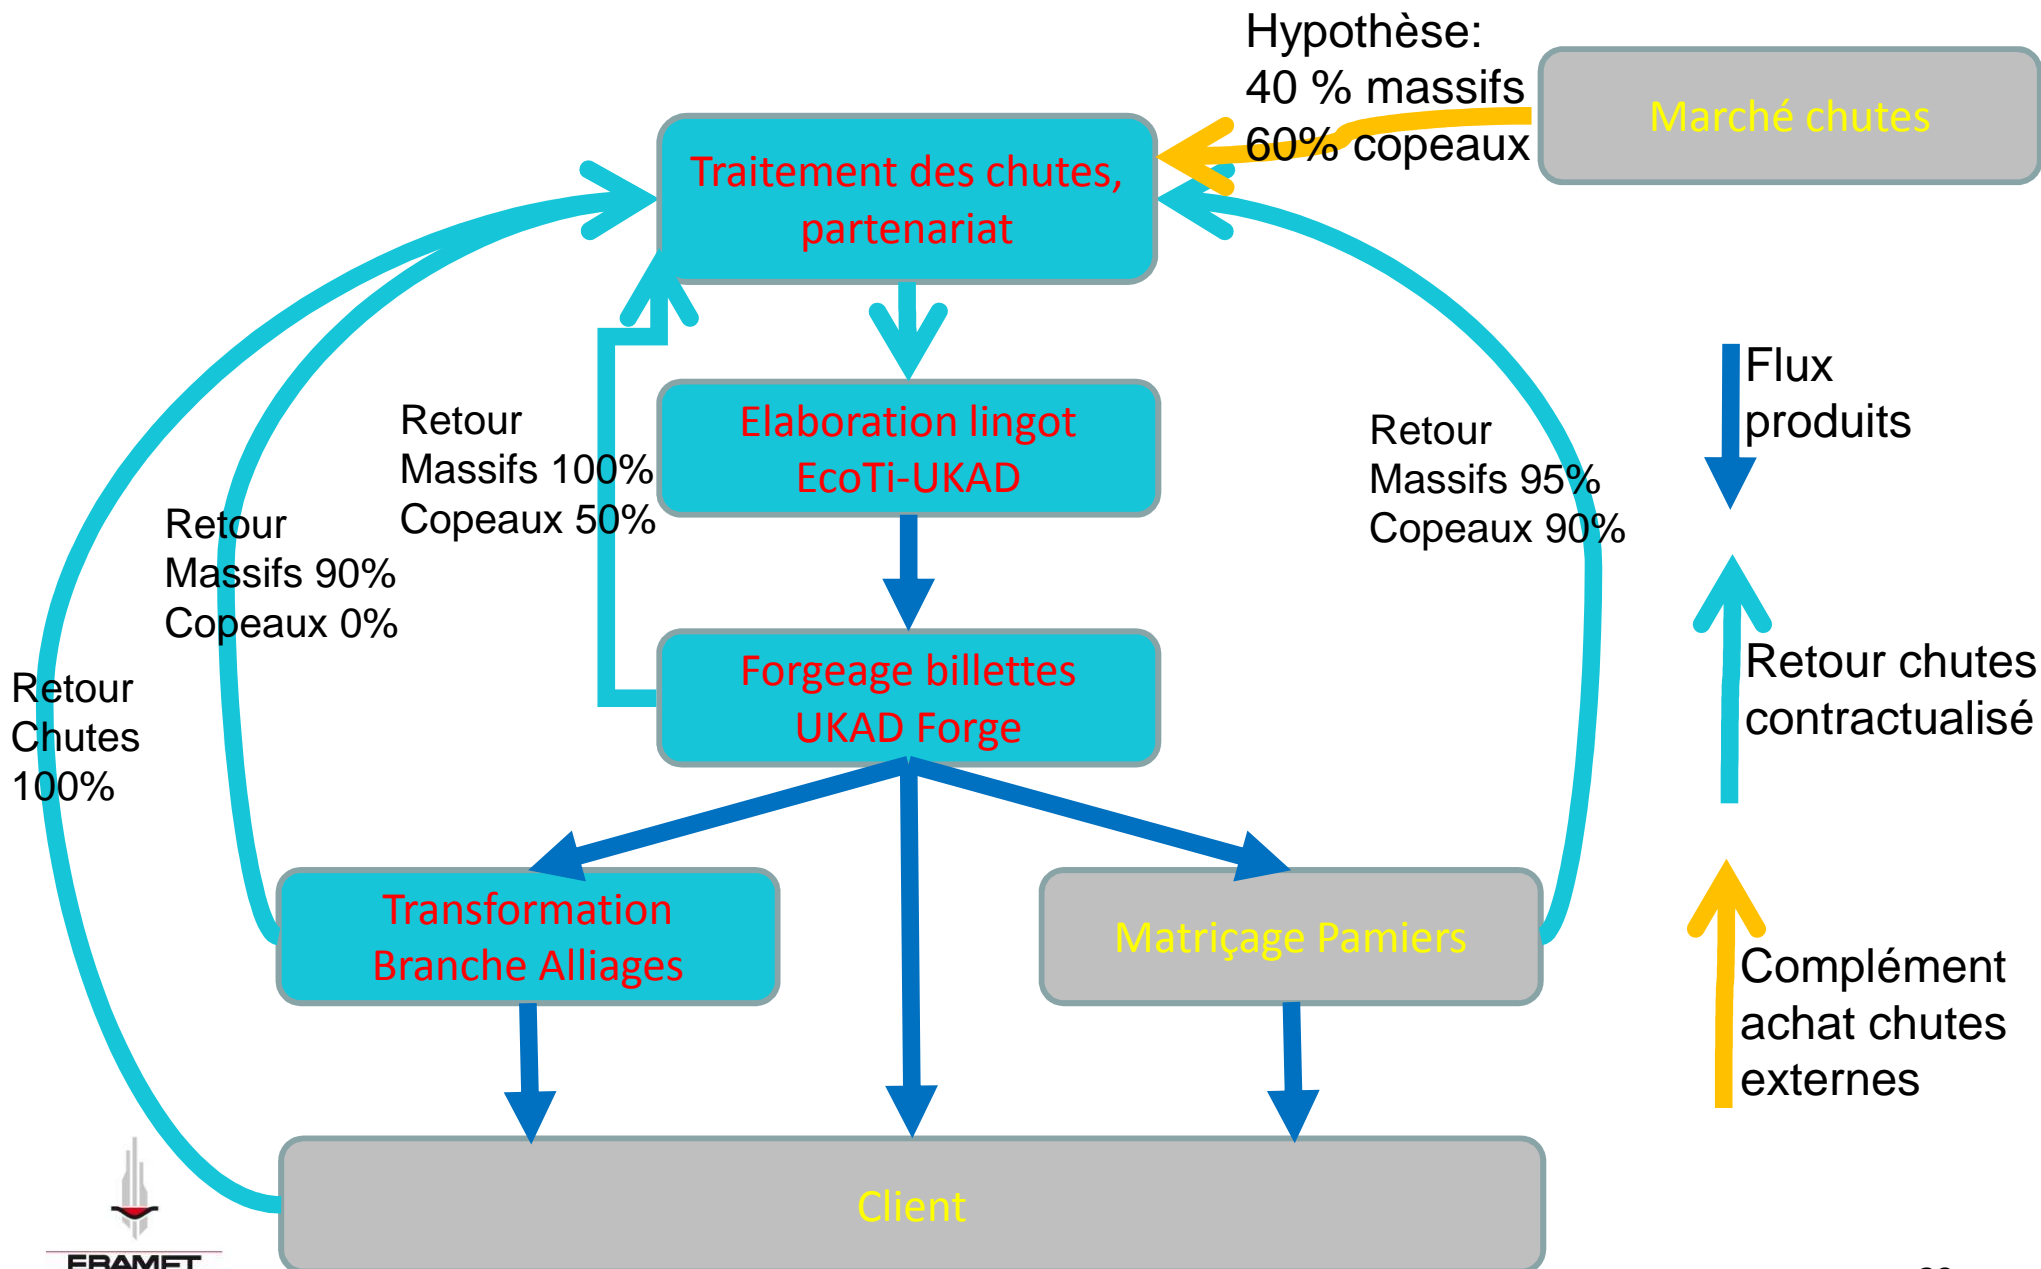 Hypothèse:
40 % massifs
60% copeaux
Marché chutes
Traitement des chutes,
partenariat
Retour
Massifs 100%
Copeaux 50%
Elaboration lingot
EcoTi-UKAD
Retour
Massifs 95%
Copeaux 90%
Flux
produits
Retour
Massifs 90%
Copeaux 0%
Forgeage billettes
UKAD Forge
Retour chutes
contractualisé
Retour
Chutes
100%
Transformation
Branche Alliages
Matriçage Pamiers
Complément
achat chutes
externes
Client
ERAMET